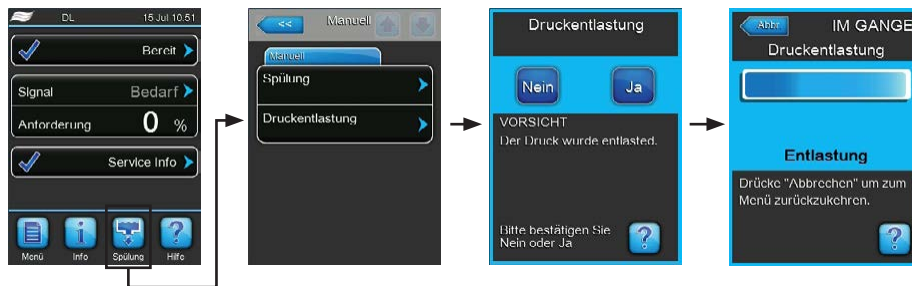 DL 15 Jul 10.51
Bereit
Signal Bedarf
Anforderung 0 %
Service Info
Menü Info Spülung Hilfe
<< Manuell
Manuell
Spülung
Druckentlastung
Druckentlastung
Nein Ja
VORSICHT
Der Druck wurde entlasted.
Bitte bestätigen Sie
Nein oder Ja
?
Abbr IM GANGE
Druckentlastung
Entlastung
Drücke "Abbrechen" um zum
Menü zurückzukehren.
?